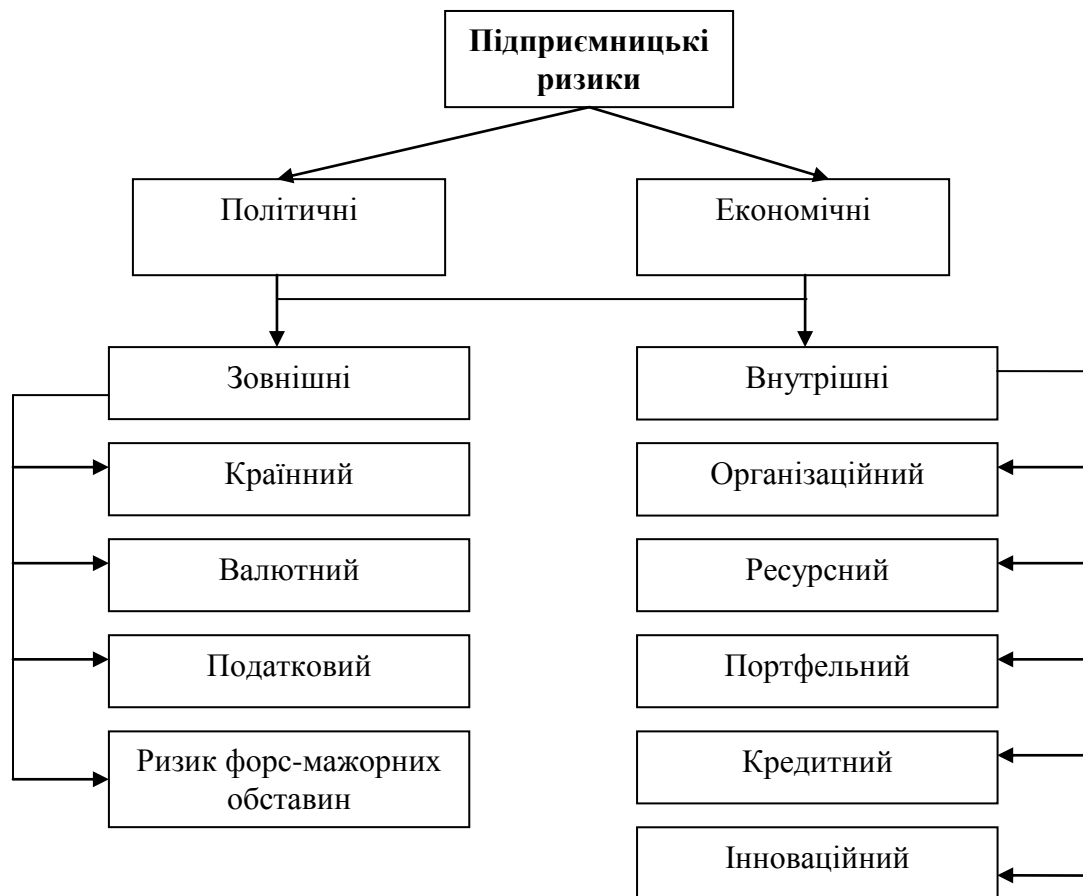 Підприємницькі
ризики
Політичні
Економічні
Зовнішні
Внутрішні
Країнний
Організаційний
Валютний
Ресурсний
Податковий
Портфельний
Ризик форс-мажорних
обставин
Кредитний
Інноваційний